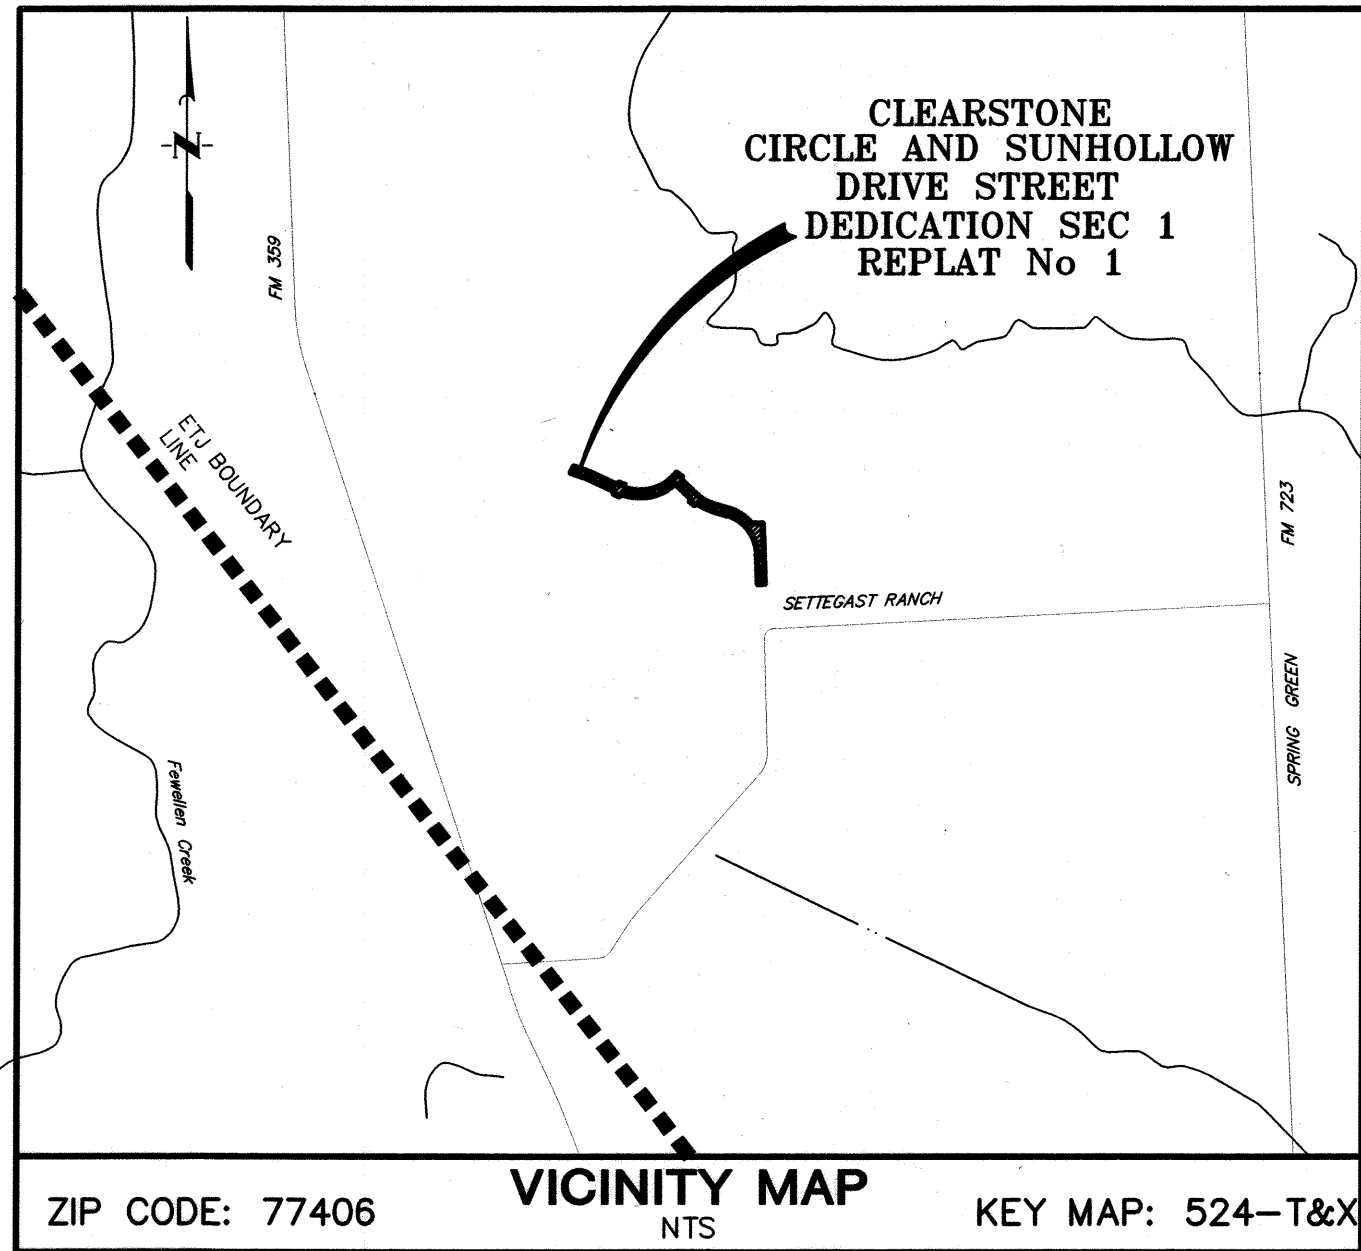 CLEARSTONE
CIRCLE AND SUNHOLLOW
DRIVE STREET
DEDICATION SEC 1
REPLAT No 1
N
FM 359
ETJ BOUNDARY
LINE
FM 723
SETTEGAST RANCH
SPRING GREEN
Fewellen Creek
VICINITY MAP
NTS
ZIP CODE: 77406
KEY MAP: 524-T&X